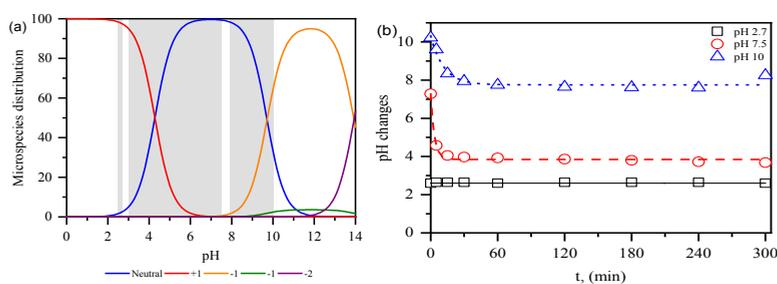 (a)
Microspecies distribution
100
80
60
40
20
0
0 2 4 6 8 10 12 14
pH
Neutral +1 -1 -1 -2
(b)
pH changes
10
8
6
4
2
0
pH 2.7
pH 7.5
pH 10
0 60 120 180 240 300
t, (min)